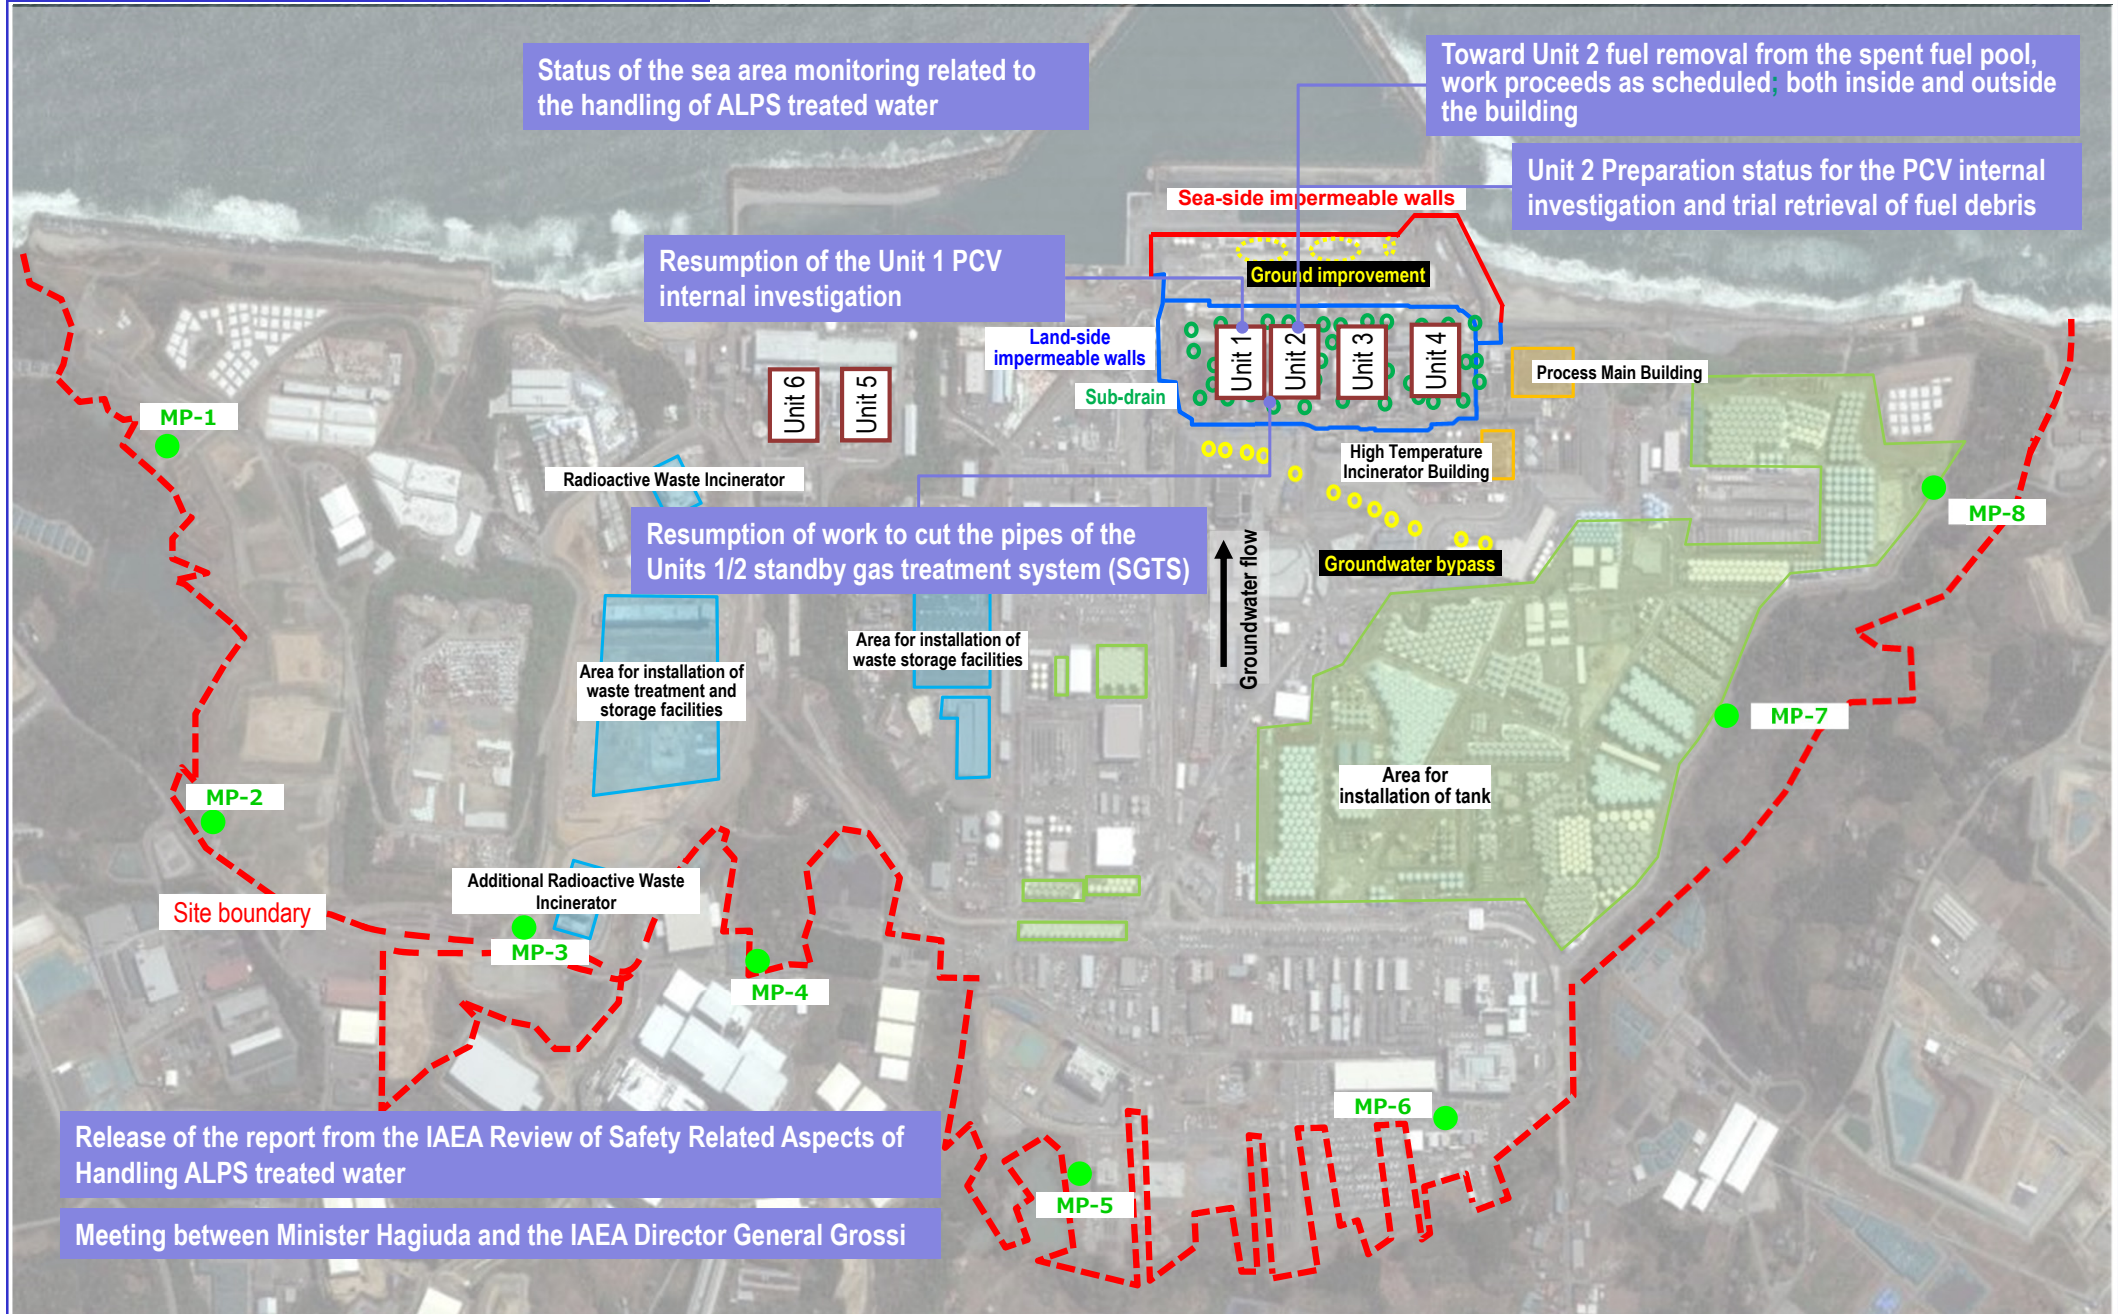 Status of the sea area monitoring related to
the handling of ALPS treated water
Toward Unit 2 fuel removal from the spent fuel pool,
work proceeds as scheduled; both inside and outside
the building
Unit 2 Preparation status for the PCV internal
investigation and trial retrieval of fuel debris
Sea-side impermeable walls
Resumption of the Unit 1 PCV
internal investigation
Ground improvement
Land-side
impermeable walls
Sub-drain
Unit 1
Unit 2
Unit 3
Unit 4
Unit 6
Unit 5
Process Main Building
MP-1
High Temperature
Incinerator Building
Radioactive Waste Incinerator
MP-8
Resumption of work to cut the pipes of the
Units 1/2 standby gas treatment system (SGTS)
Groundwater flow
Groundwater bypass
Area for installation of
waste storage facilities
Area for installation of
waste treatment and
storage facilities
MP-7
Area for
installation of tank
MP-2
Additional Radioactive Waste
Incinerator
Site boundary
MP-3
MP-4
MP-6
MP-5
Release of the report from the IAEA Review of Safety Related Aspects of
Handling ALPS treated water
Meeting between Minister Hagiuda and the IAEA Director General Grossi